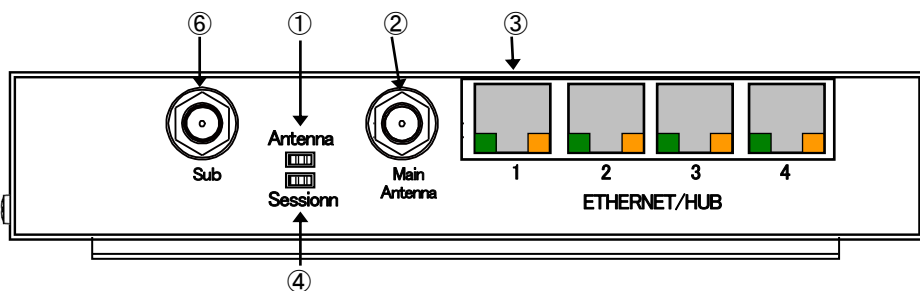 ⑥ ① ② ③
Antenna
Sub
Main
Antenna
Sessionn
1 2 3 4
ETHERNET/HUB
④